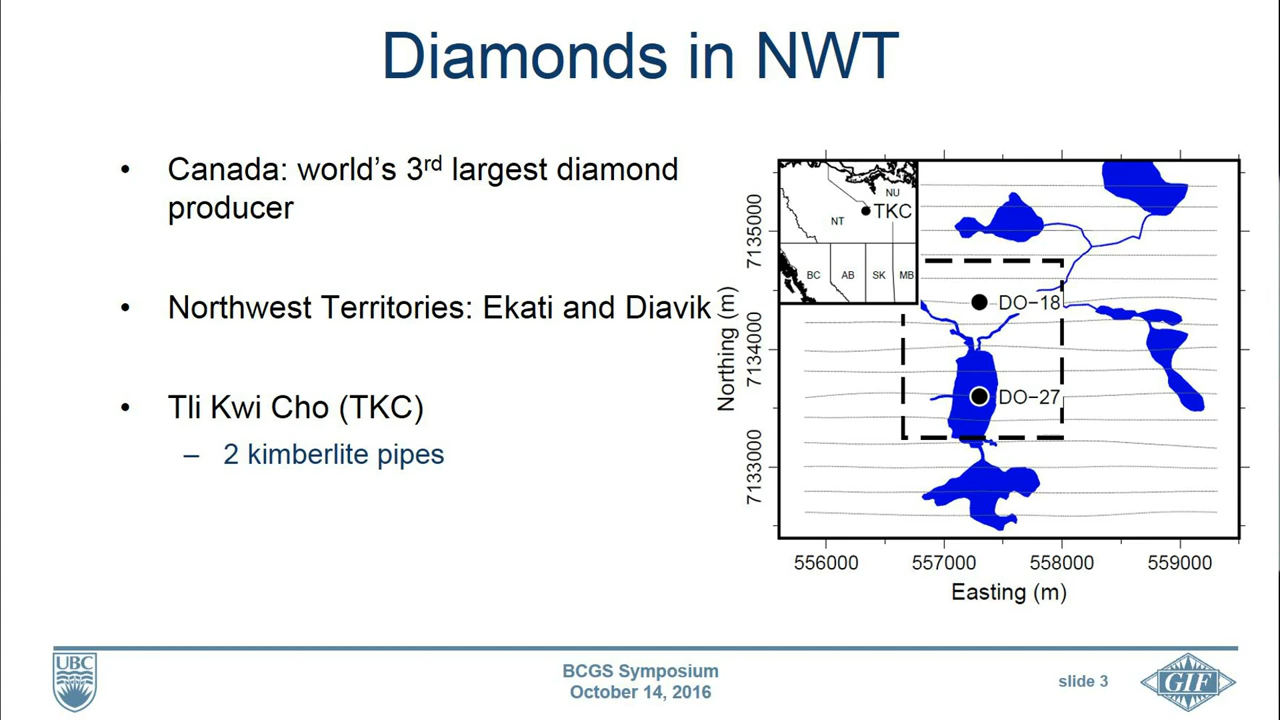 Diamonds in NWT
• Canada: world's 3rd largest diamond
producer
• Northwest Territories: Ekati and Diavik
• Tli Kwi Cho (TKC)
– 2 kimberlite pipes
NU
TKC
NT
BC AB SK MB
DO−18
DO−27
Northing (m)
7135000
7134000
7133000
556000 557000 558000 559000
Easting (m)
UBC
BCGS Symposium
October 14, 2016
slide 3
GIF